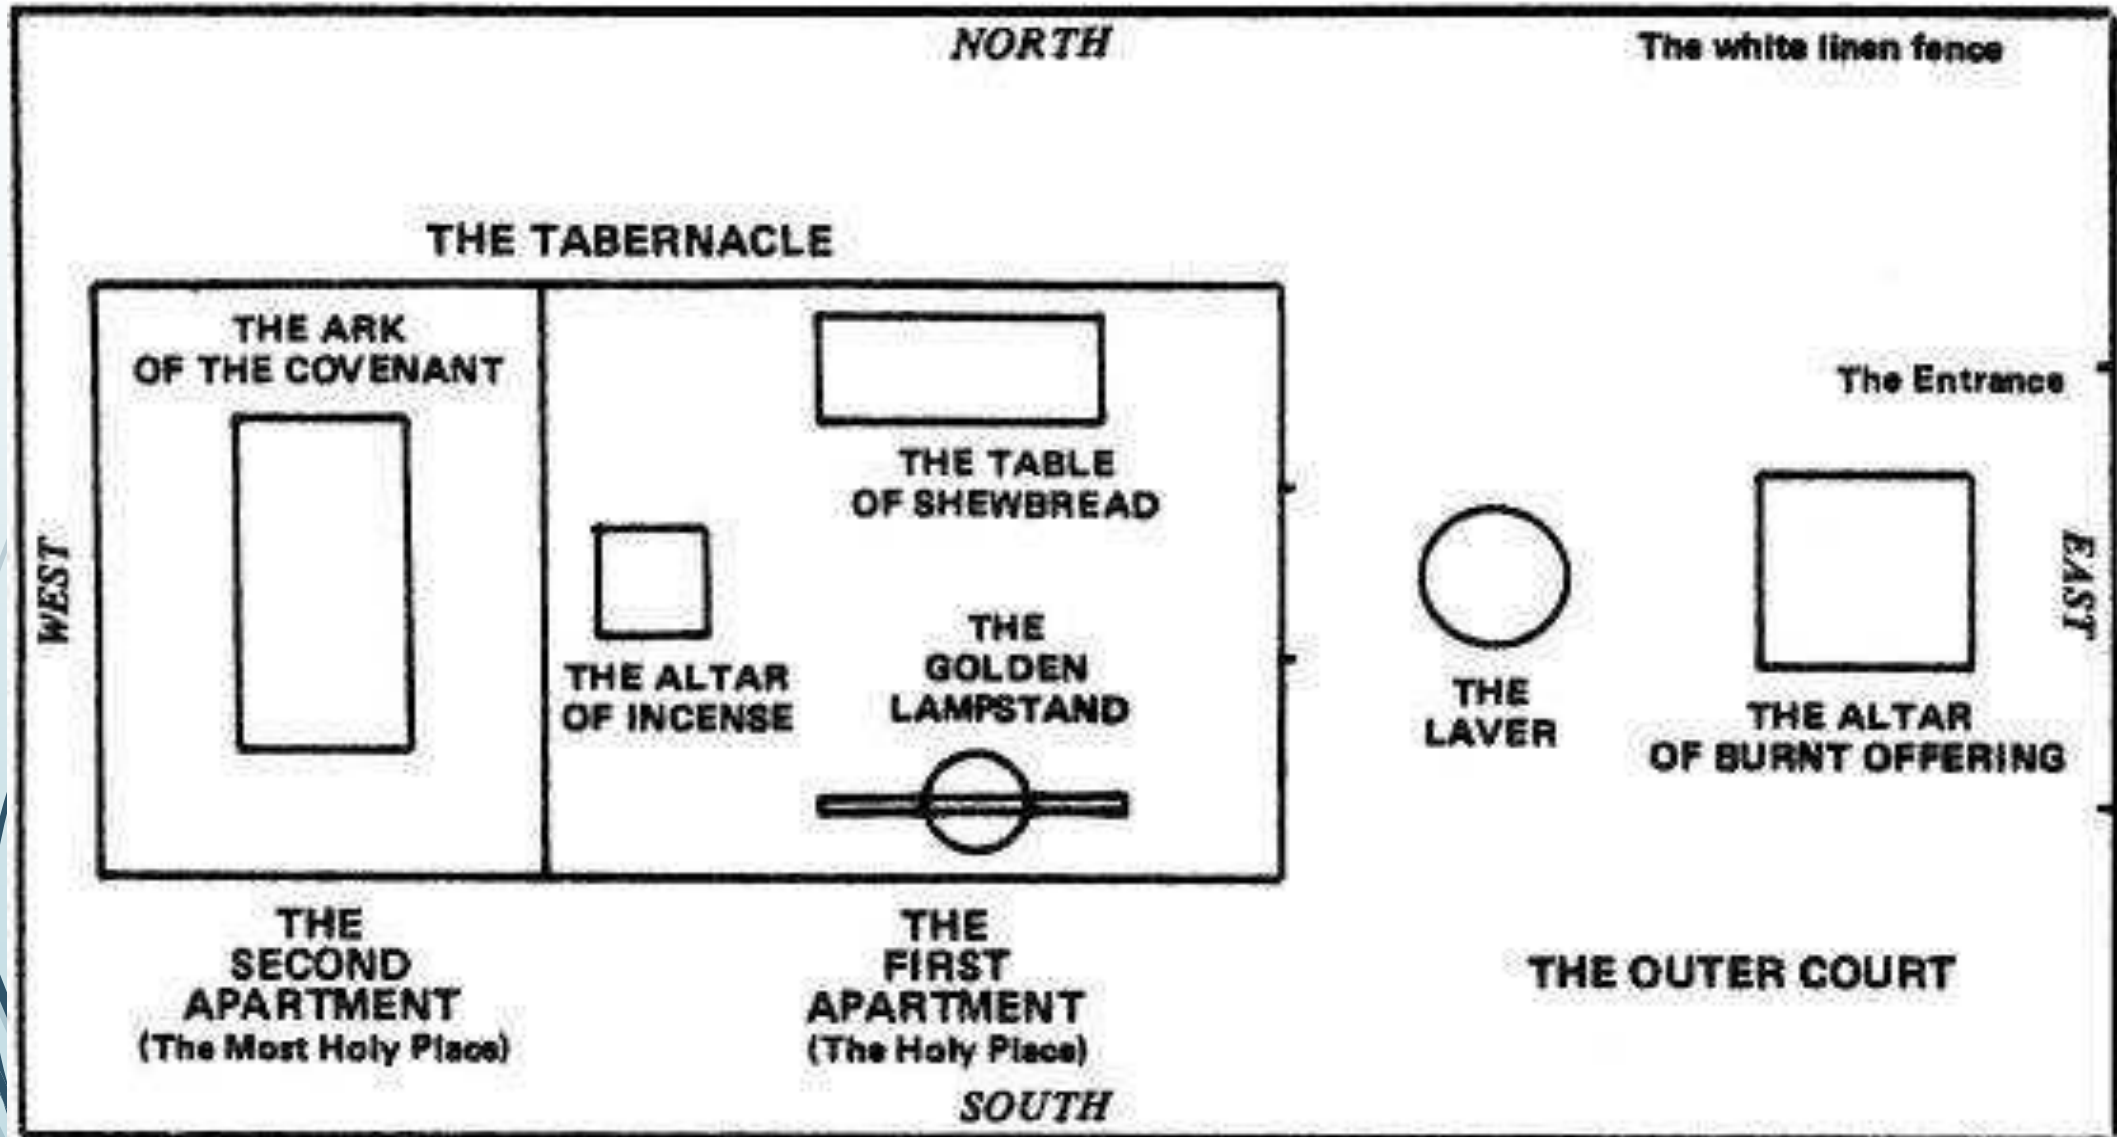 NORTH
The white linen fence
THE TABERNACLE
THE ARK
OF THE COVENANT
THE TABLE
OF SHEWBREAD
The Entrance
WEST
THE ALTAR
OF INCENSE
THE
GOLDEN
LAMPSTAND
THE
LAVER
THE ALTAR
OF BURNT OFFERING
EAST
THE
SECOND
APARTMENT
(The Most Holy Place)
THE
FIRST
APARTMENT
(The Holy Place)
THE OUTER COURT
SOUTH